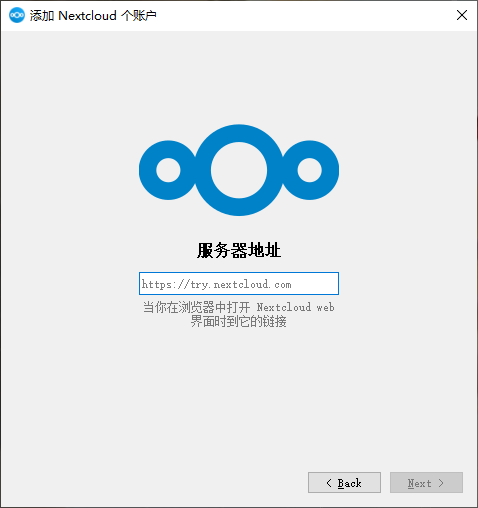 添加 Nextcloud 个账户
服务器地址
https://try.nextcloud.com
当你在浏览器中打开 Nextcloud web
界面时到它的链接
< Back
Next >